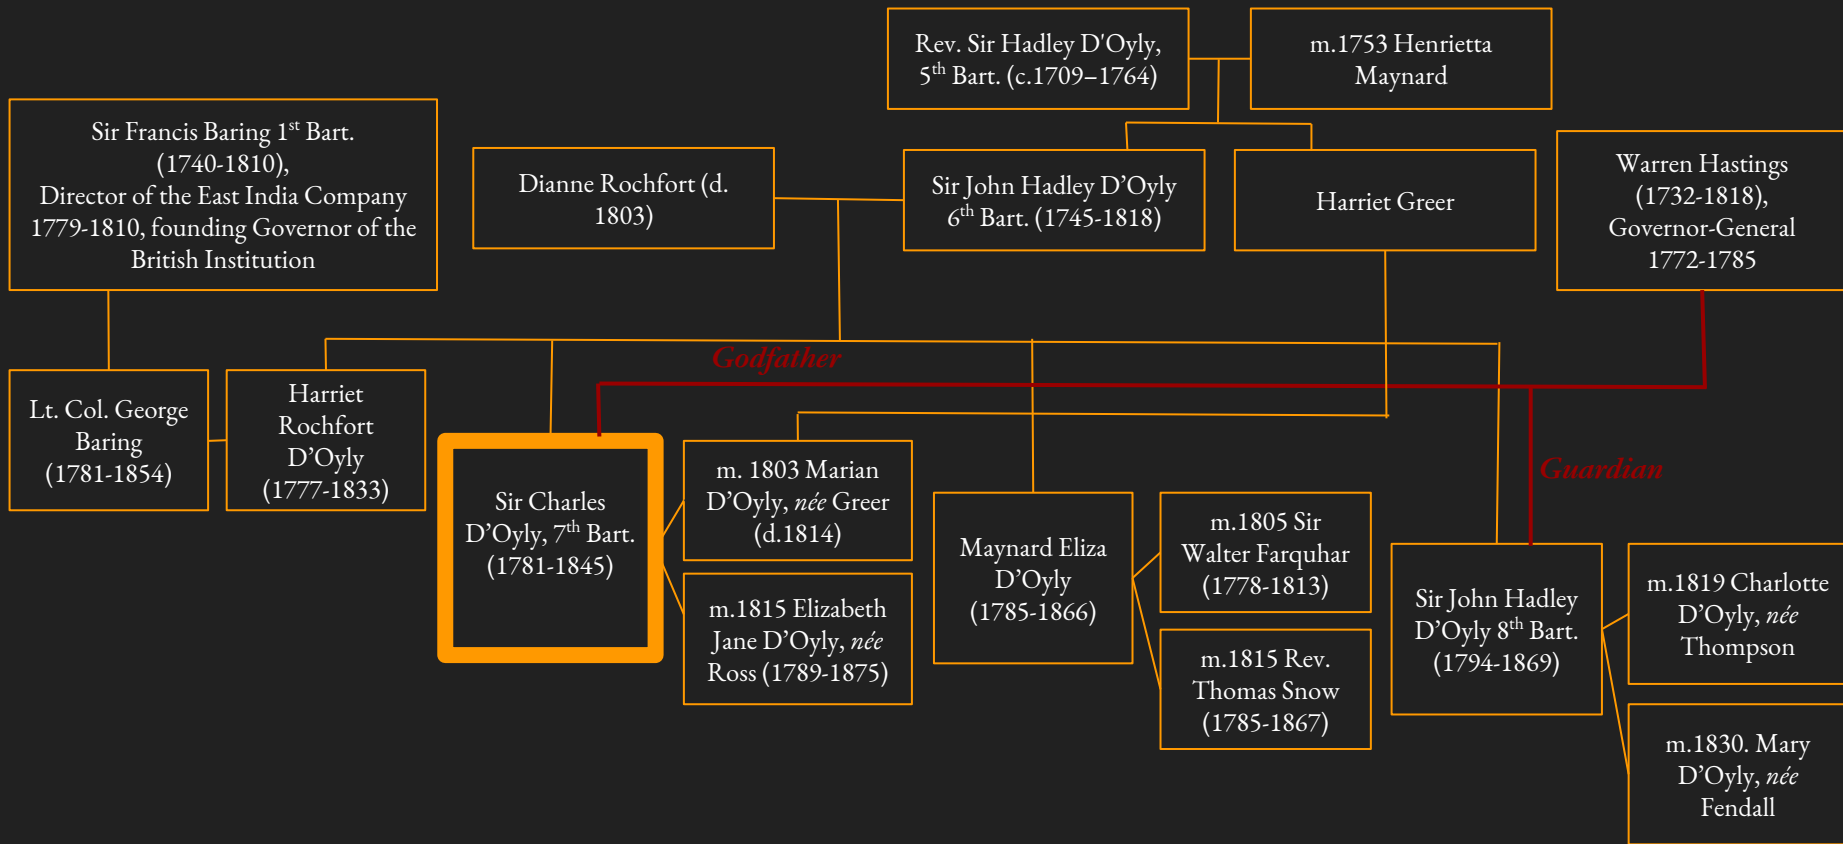 Rev. Sir Hadley D'Oyly,
5th Bart. (c.1709–1764)
m.1753 Henrietta
Maynard
Sir Francis Baring 1st Bart.
(1740-1810),
Director of the East India Company
1779-1810, founding Governor of the
British Institution
Dianne Rochfort (d.
1803)
Sir John Hadley D’Oyly
6th Bart. (1745-1818)
Harriet Greer
Warren Hastings
(1732-1818),
Governor-General
1772-1785
Godfather
Lt. Col. George
Baring
(1781-1854)
Harriet
Rochfort
D’Oyly
(1777-1833)
Sir Charles
D’Oyly, 7th Bart.
(1781-1845)
m. 1803 Marian
D’Oyly, née Greer
(d.1814)
m.1815 Elizabeth
Jane D’Oyly, née
Ross (1789-1875)
Maynard Eliza
D’Oyly
(1785-1866)
m.1805 Sir
Walter Farquhar
(1778-1813)
m.1815 Rev.
Thomas Snow
(1785-1867)
Guardian
Sir John Hadley
D’Oyly 8th Bart.
(1794-1869)
m.1819 Charlotte
D’Oyly, née
Thompson
m.1830. Mary
D’Oyly, née
Fendall